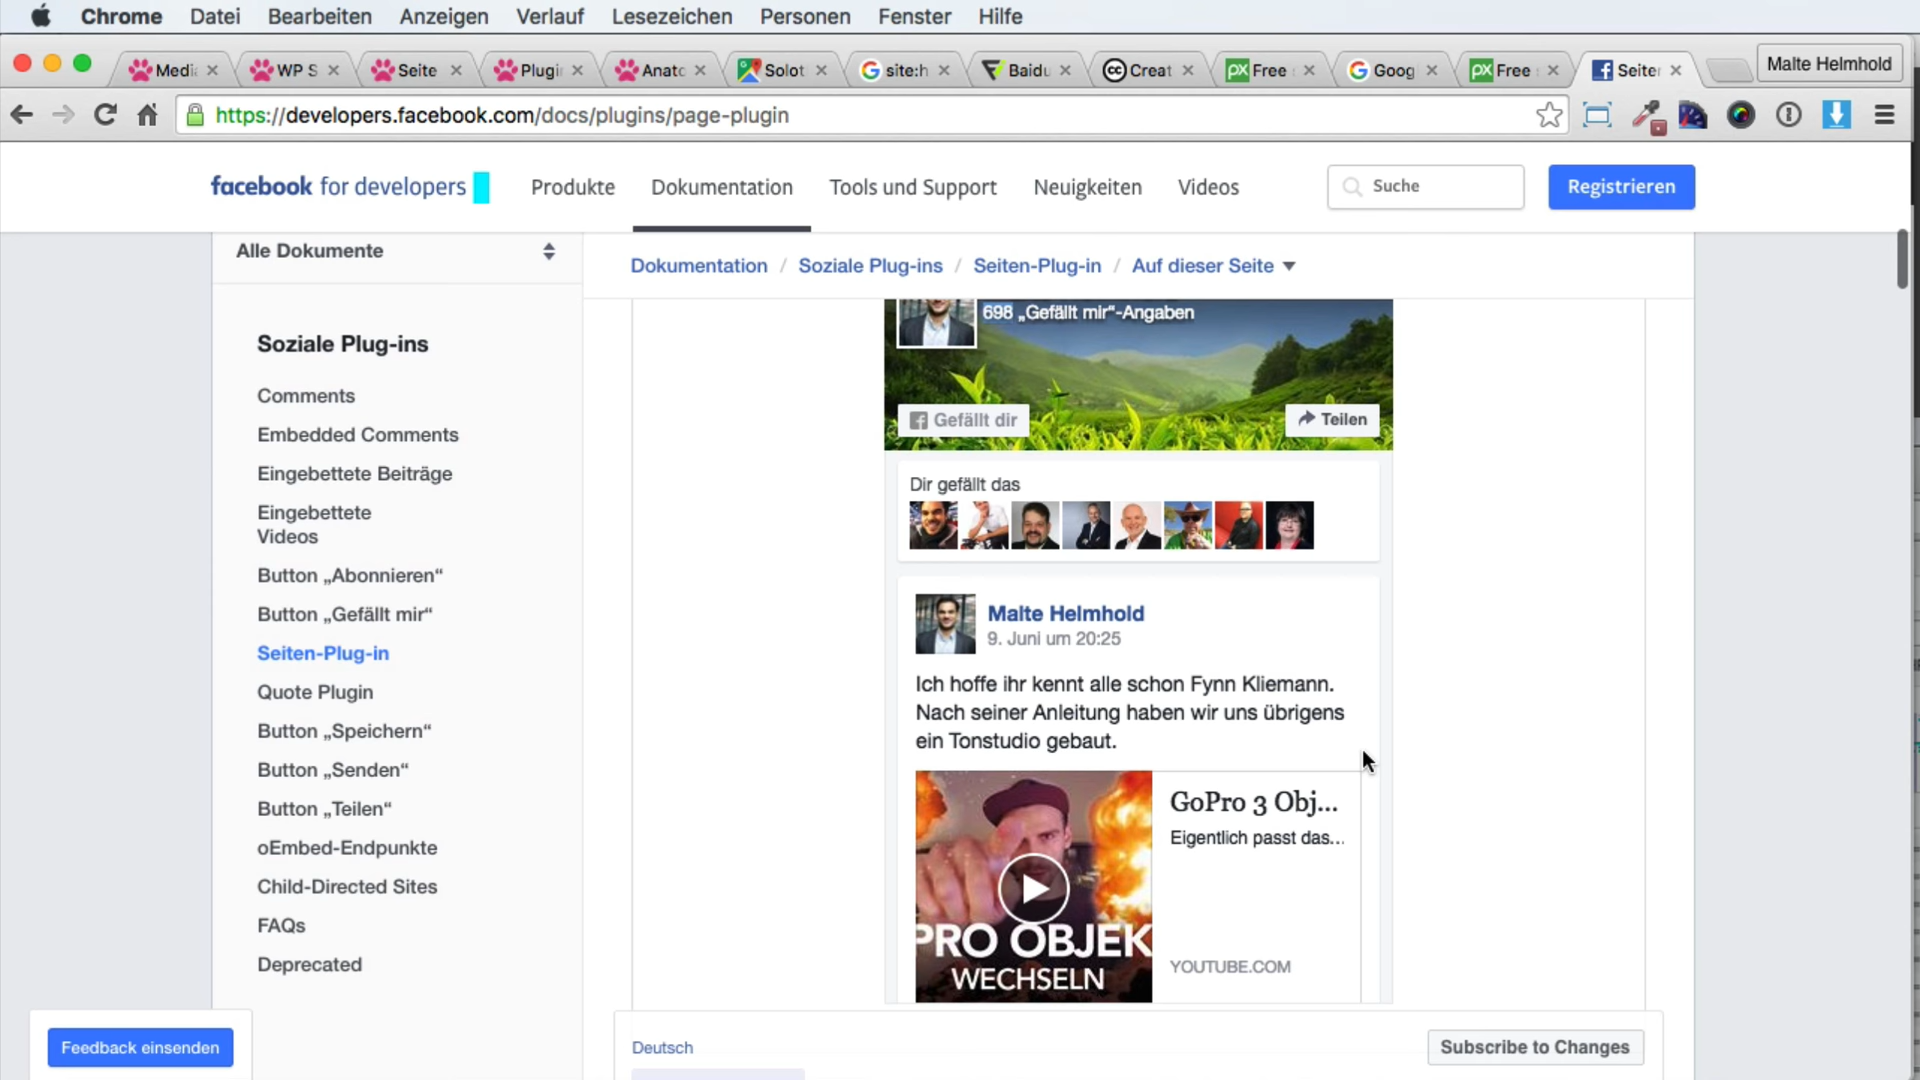 Chrome Datei Bearbeiten Anzeigen Verlauf Lesezeichen Personen Fenster Hilfe
Medi WP S Seite Plugi Anato Solot site:h Baidu Creat Free Goog Free Seiter Malte Helmhold
https://developers.facebook.com/docs/plugins/page-plugin
facebook for developers Produkte Dokumentation Tools und Support Neuigkeiten Videos Suche Registrieren
Alle Dokumente
Dokumentation / Soziale Plug-ins / Seiten-Plug-in / Auf dieser Seite
698 „Gefällt mir“-Angaben
Gefällt dir Teilen
Soziale Plug-ins
Comments
Embedded Comments
Eingebettete Beiträge
Eingebettete
Videos
Button „Abonnieren“
Button „Gefällt mir“
Seiten-Plug-in
Quote Plugin
Button „Speichern“
Button „Senden“
Button „Teilen“
oEmbed-Endpunkte
Child-Directed Sites
FAQs
Deprecated
Dir gefällt das
Malte Helmhold
9. Juni um 20:25
Ich hoffe ihr kennt alle schon Fynn Kliemann.
Nach seiner Anleitung haben wir uns übrigens
ein Tonstudio gebaut.
GoPro 3 Obj...
Eigentlich passt das...
PRO OBJEK
WECHSELN
YOUTUBE.COM
Feedback einsenden
Deutsch
Subscribe to Changes